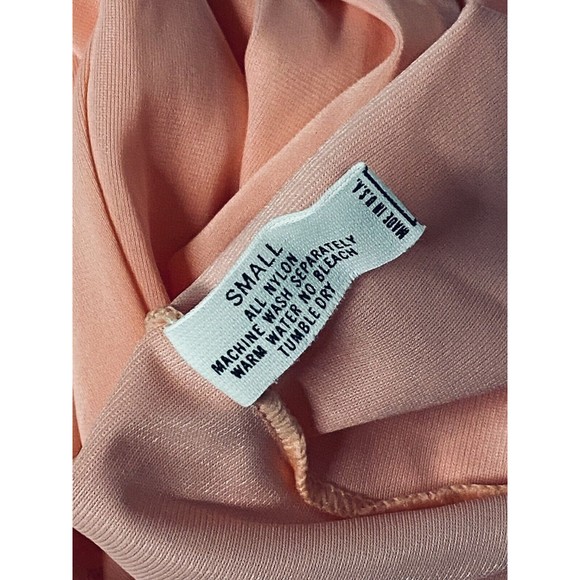 SMALL
ALL NYLON
MACHINE WASH SEPARATELY
WARM WATER NO BLEACH
TUMBLE DRY
MADE IN U.S.A.